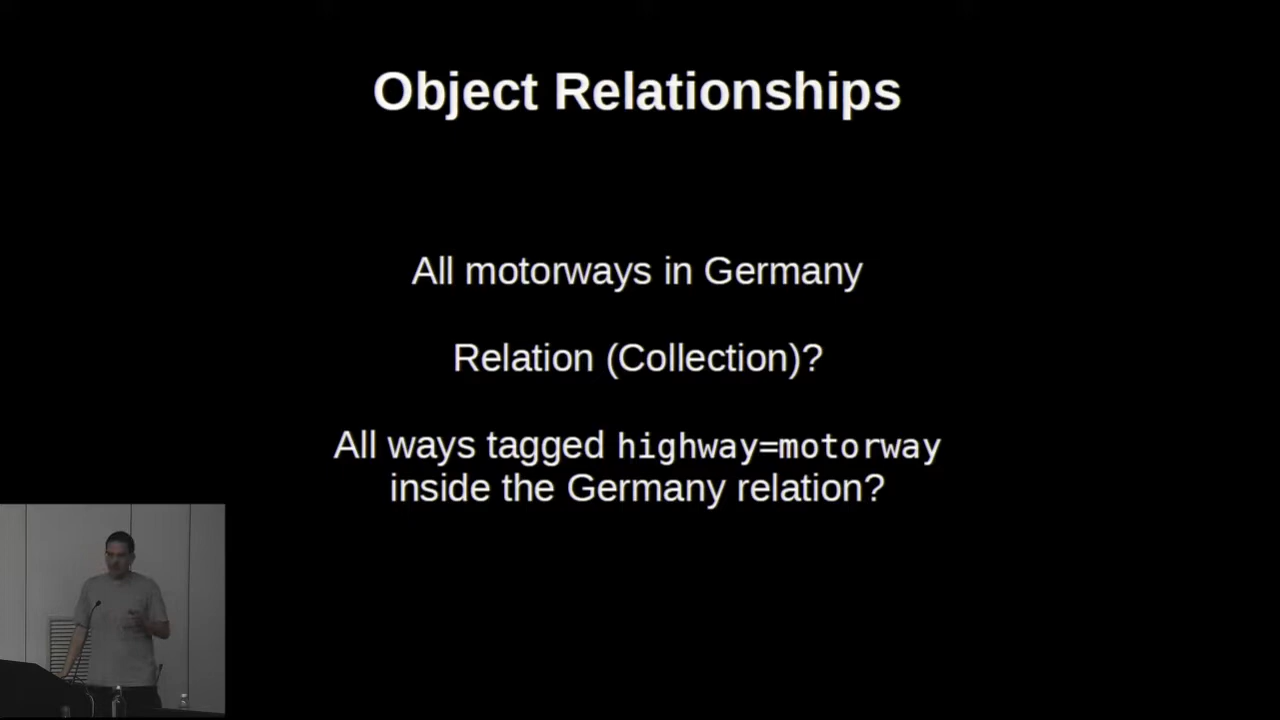 Object Relationships
All motorways in Germany
Relation (Collection)?
All ways tagged highway=motorway
inside the Germany relation?